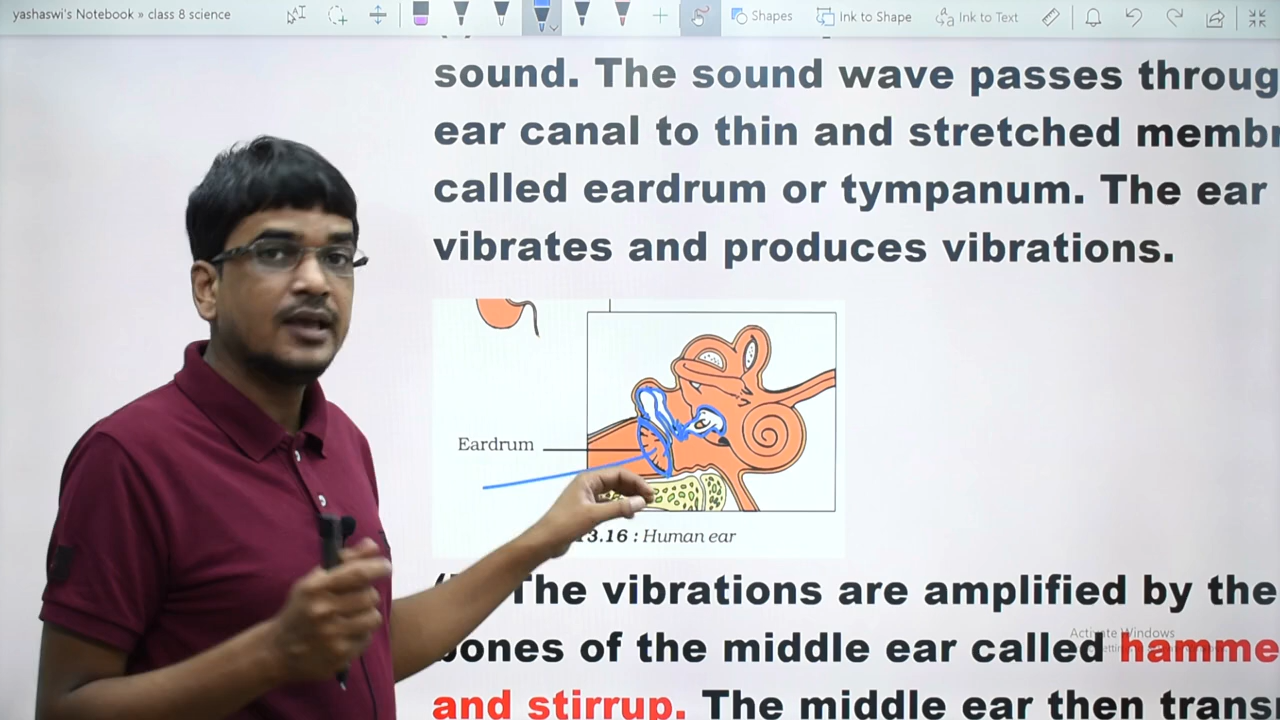 yashaswi's Notebook » class 8 science
Shapes
Ink to Shape
Ink to Text
sound. The sound wave passes throug
ear canal to thin and stretched memb
called eardrum or tympanum. The ear
vibrates and produces vibrations.
Eardrum
3.16 : Human ear
The vibrations are amplified by the
bones of the middle ear called hamme
Activate Windows
and stirrup. The middle ear then trans